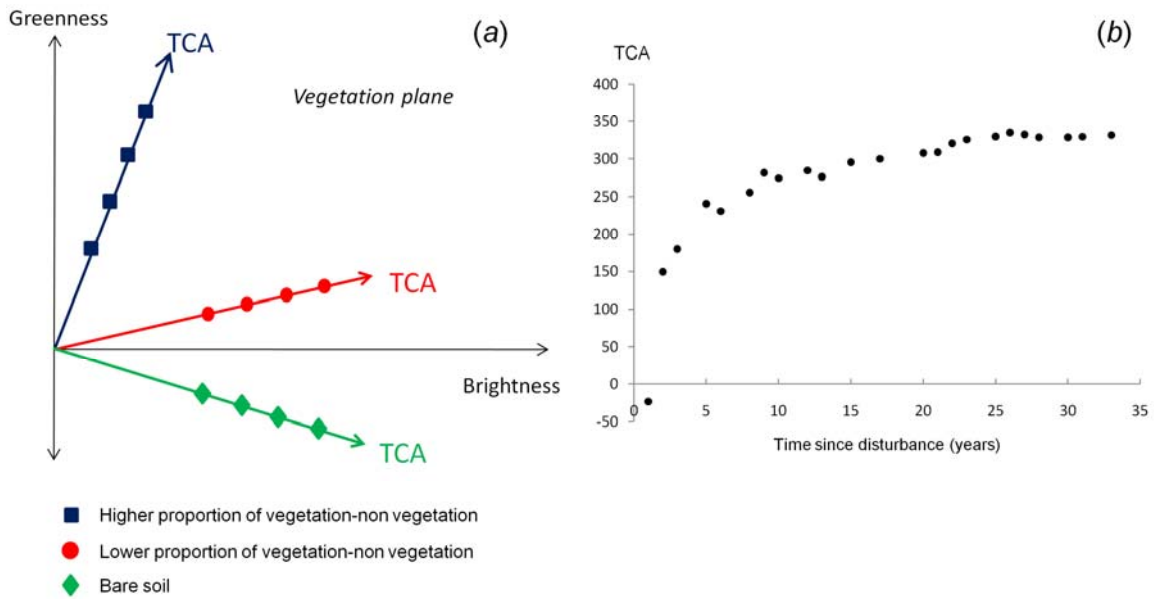 Greenness
(a)
TCA
Vegetation plane
TCA
Brightness
TCA
Higher proportion of vegetation-non vegetation
Lower proportion of vegetation-non vegetation
Bare soil
(b)
TCA
400
350
300
250
200
150
100
50
0
-50
0 5 10 15 20 25 30 35
Time since disturbance (years)